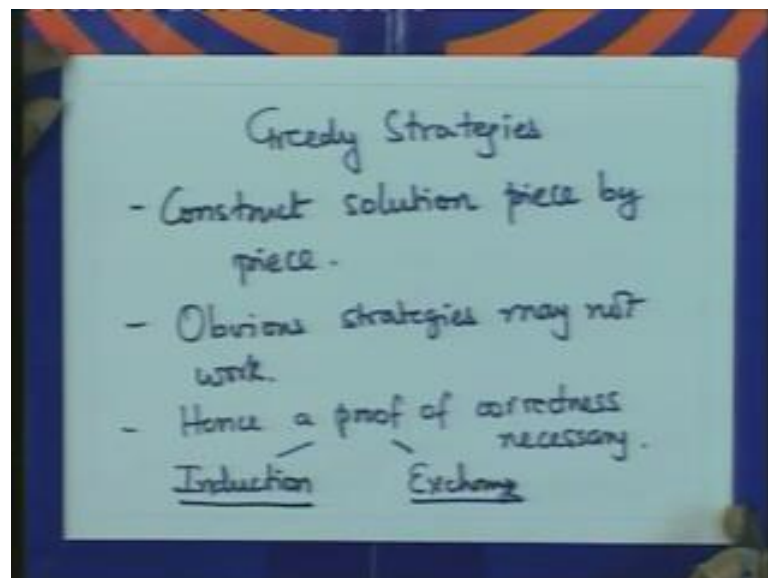 Greedy Strategies
- Construct solution piece by
piece.
- Obvious strategies may not
work.
- Hence a proof of correctness
necessary.
Induction Exchange